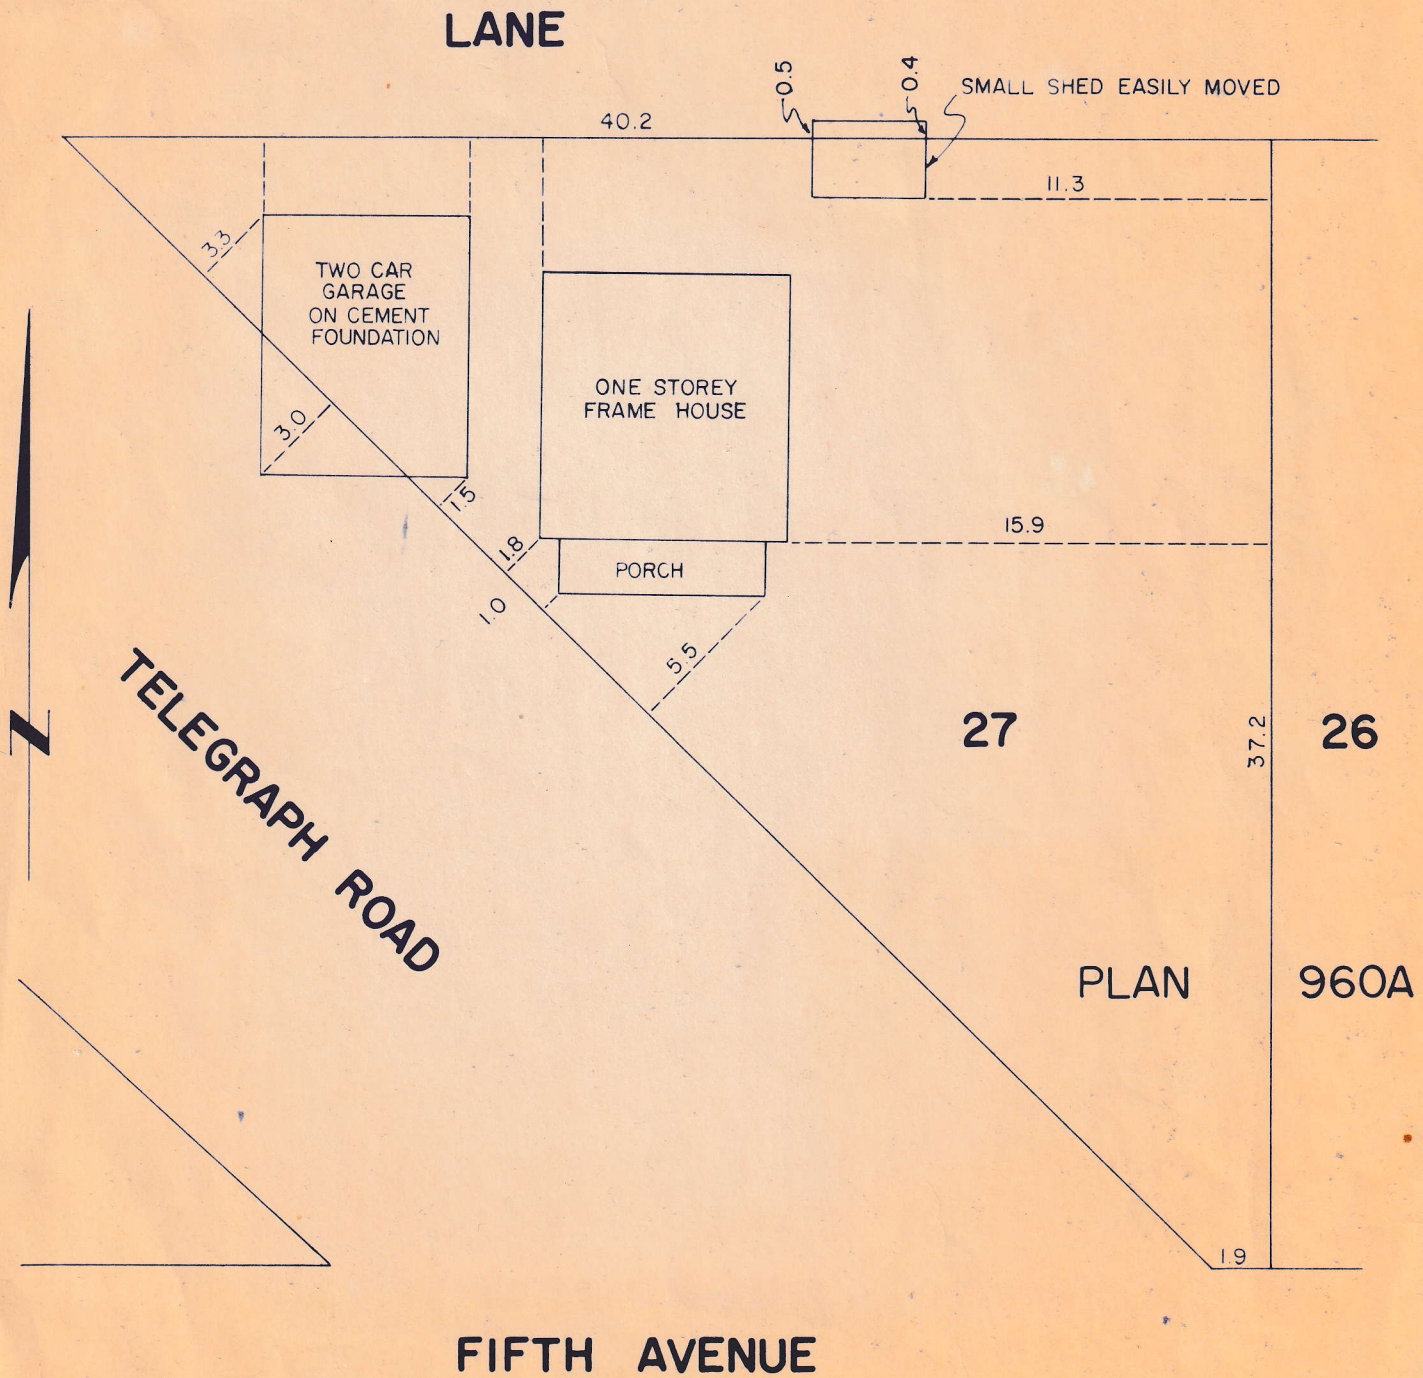 LANE
0.5
0.4
SMALL SHED EASILY MOVED
40.2
11.3
3.3
TWO CAR
GARAGE
ON CEMENT
FOUNDATION
ONE STOREY
FRAME HOUSE
3.0
1.5
15.9
1.8
PORCH
1.0
5.5
TELEGRAPH ROAD
27
37.2
26
N
PLAN 960A
1.9
FIFTH AVENUE